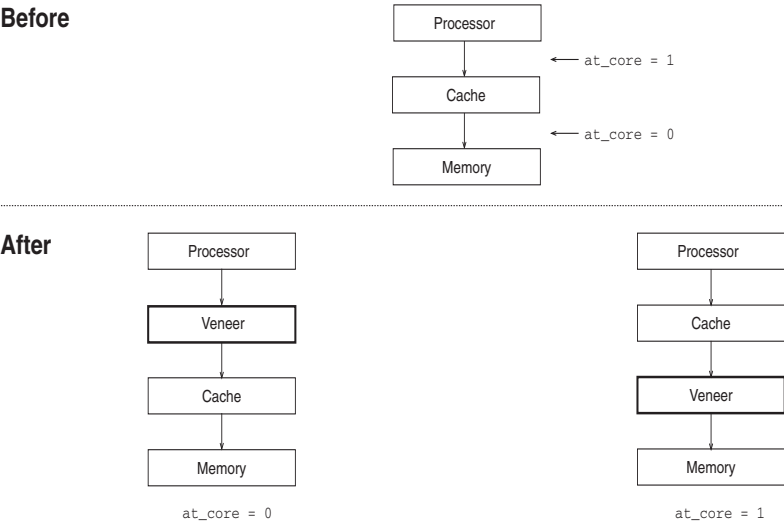 Before
Processor
at_core = 1
Cache
at_core = 0
Memory
After
Processor
Veneer
Cache
Memory
at_core = 0
Processor
Cache
Veneer
Memory
at_core = 1